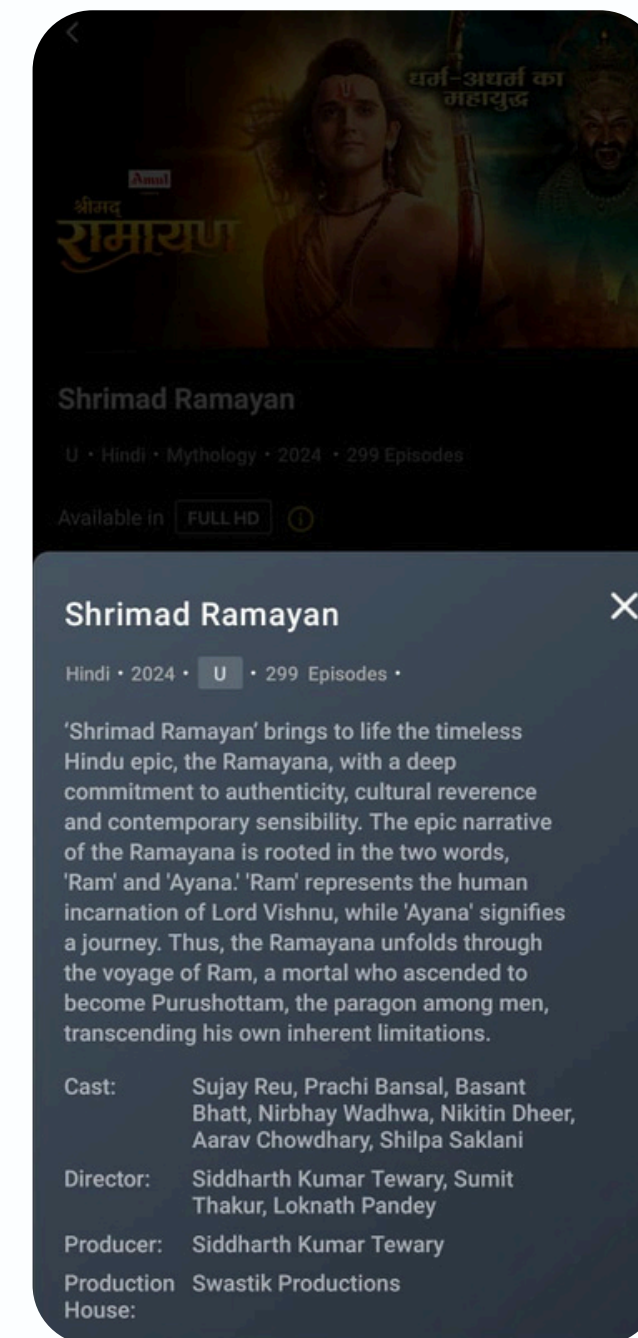 धर्म-अधर्म का
महायुद्ध
Amul
श्रीमद्
रामायण
Shrimad Ramayan
U • Hindi • Mythology • 2024 • 299 Episodes
Available in FULL HD
Shrimad Ramayan
Hindi • 2024 • U • 299 Episodes •
‘Shrimad Ramayan’ brings to life the timeless
Hindu epic, the Ramayana, with a deep
commitment to authenticity, cultural reverence
and contemporary sensibility. The epic narrative
of the Ramayana is rooted in the two words,
'Ram' and 'Ayana.' 'Ram' represents the human
incarnation of Lord Vishnu, while 'Ayana' signifies
a journey. Thus, the Ramayana unfolds through
the voyage of Ram, a mortal who ascended to
become Purushottam, the paragon among men,
transcending his own inherent limitations.
Cast: Sujay Reu, Prachi Bansal, Basant
Bhatt, Nirbhay Wadhwa, Nikitin Dheer,
Aarav Chowdhary, Shilpa Saklani
Director: Siddharth Kumar Tewary, Sumit
Thakur, Loknath Pandey
Producer: Siddharth Kumar Tewary
Production Swastik Productions
House: